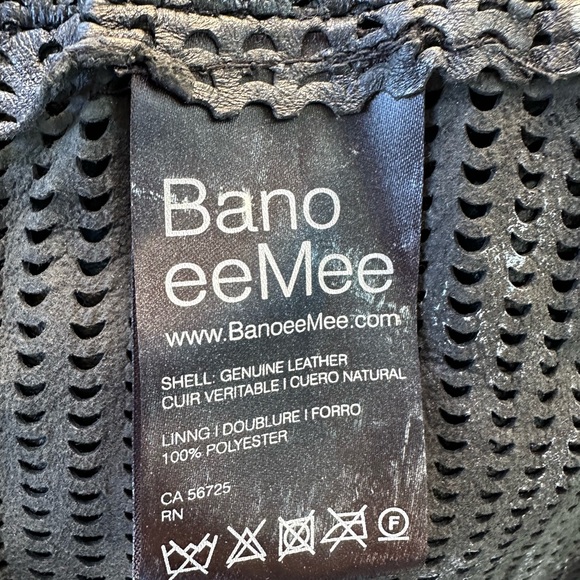 Bano
eeMee
www.BanoeeMee.com
SHELL: GENUINE LEATHER
CUIR VERITABLE I CUERO NATURAL
LINNG I DOUBLURE I FORRO
100% POLYESTER
CA 56725
RN
F